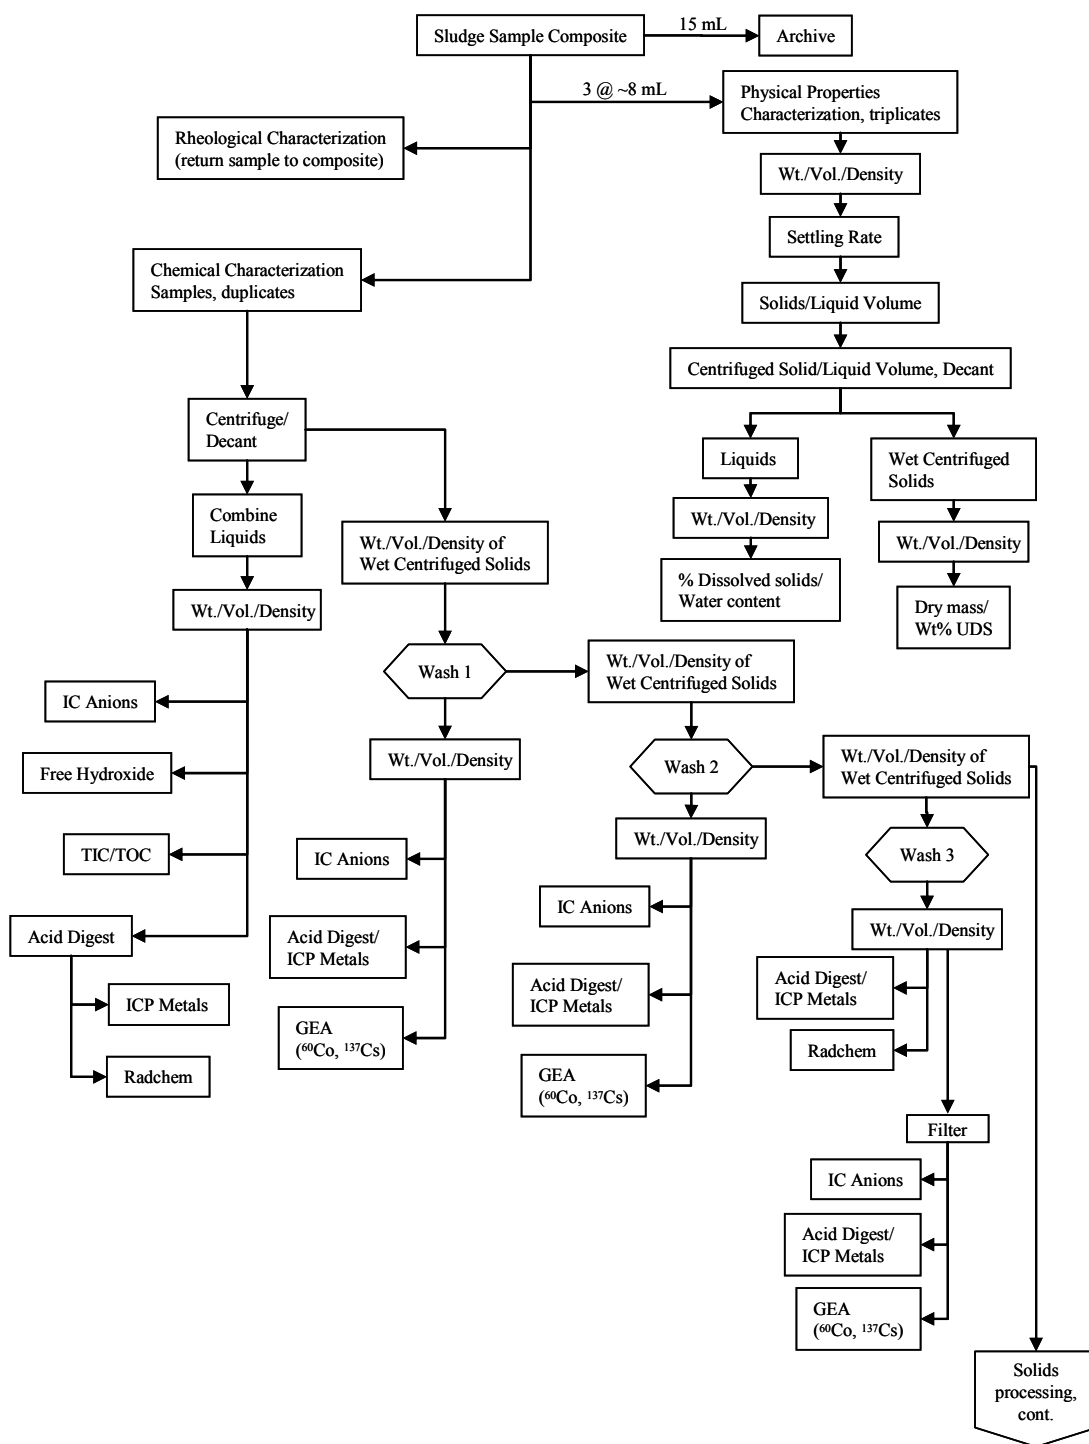 Sludge Sample Composite
15 mL
Archive
3 @ ~8 mL
Physical Properties
Characterization, triplicates
Rheological Characterization
(return sample to composite)
Wt./Vol./Density
Settling Rate
Chemical Characterization
Samples, duplicates
Solids/Liquid Volume
Centrifuged Solid/Liquid Volume, Decant
Centrifuge/
Decant
Liquids
Wet Centrifuged
Solids
Combine
Liquids
Wt./Vol./Density of
Wet Centrifuged Solids
Wt./Vol./Density
Wt./Vol./Density
% Dissolved solids/
Water content
Dry mass/
Wt% UDS
Wt./Vol./Density
Wash 1
Wt./Vol./Density of
Wet Centrifuged Solids
IC Anions
Wt./Vol./Density
Wash 2
Wt./Vol./Density of
Wet Centrifuged Solids
Free Hydroxide
TIC/TOC
IC Anions
Wt./Vol./Density
Wash 3
Acid Digest
Acid Digest/
ICP Metals
IC Anions
Wt./Vol./Density
ICP Metals
GEA
(⁶⁰Co, ¹³⁷Cs)
Acid Digest/
ICP Metals
Acid Digest/
ICP Metals
Radchem
Radchem
GEA
(⁶⁰Co, ¹³⁷Cs)
Filter
IC Anions
Acid Digest/
ICP Metals
GEA
(⁶⁰Co, ¹³⁷Cs)
Solids
processing,
cont.